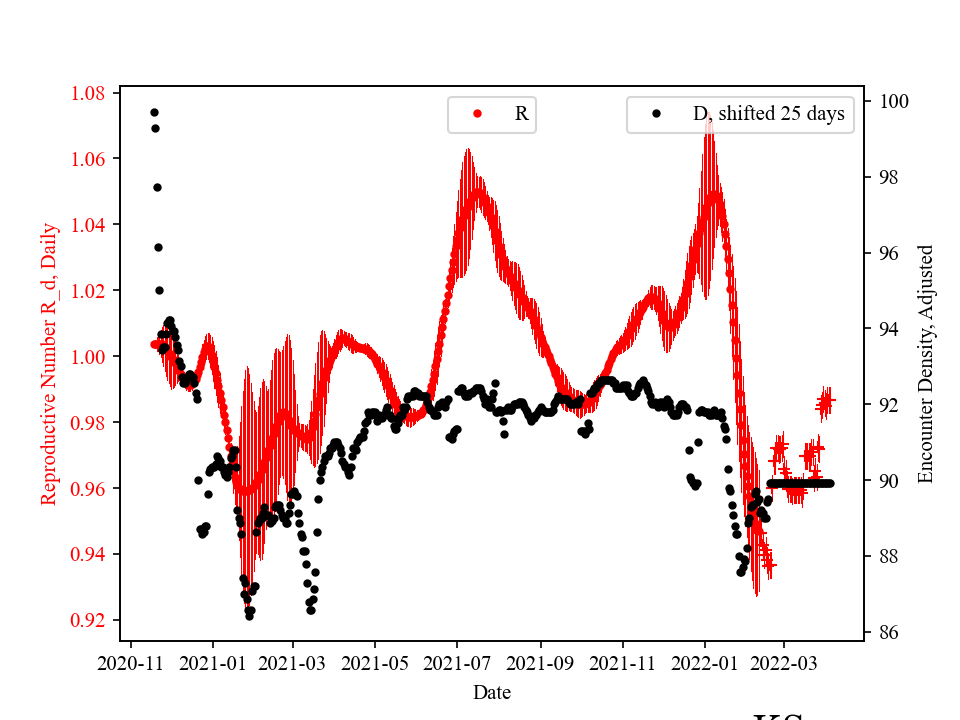 R
D, shifted 25 days
Reproductive Number R_d, Daily
1.08
1.06
1.04
1.02
1.00
0.98
0.96
0.94
0.92
100
98
96
94
92
90
88
86
Encounter Density, Adjusted
2020-11 2021-01 2021-03 2021-05 2021-07 2021-09 2021-11 2022-01 2022-03
Date
KS